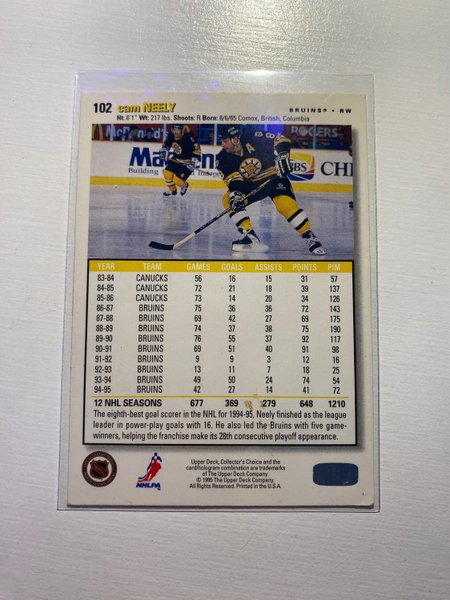 102 cam NEELY
BRUINS® • RW
Ht: 6'1" Wt: 217 lbs. Shoots: R Born: 6/6/65 Comox, British, Columbia
McDonald's
ROGERS
8
A
Building Products
CHI
YEAR TEAM GAMES GOALS ASSISTS POINTS PIM
83-84 CANUCKS 56 16 15 31 57
84-85 CANUCKS 72 21 18 39 137
85-86 CANUCKS 73 14 20 34 126
86-87 BRUINS 75 36 36 72 143
87-88 BRUINS 69 42 27 69 175
88-89 BRUINS 74 37 38 75 190
89-90 BRUINS 76 55 37 92 117
90-91 BRUINS 69 51 40 91 98
91-92 BRUINS 9 9 3 12 16
92-93 BRUINS 13 11 7 18 25
93-94 BRUINS 49 50 24 74 54
94-95 BRUINS 42 27 14 41 72
12 NHL SEASONS 677 369 279 648 1210
The eighth-best goal scorer in the NHL for 1994-95, Neely finished as the league
leader in power-play goals with 16. He also led the Bruins with five game-
winners, helping the franchise make its 28th consecutive playoff appearance.
NHLPA
Upper Deck, Collector's Choice and the
card/hologram combination are trademarks
of The Upper Deck Company.
© 1995 The Upper Deck Company.
All Rights Reserved. Printed in the U.S.A.